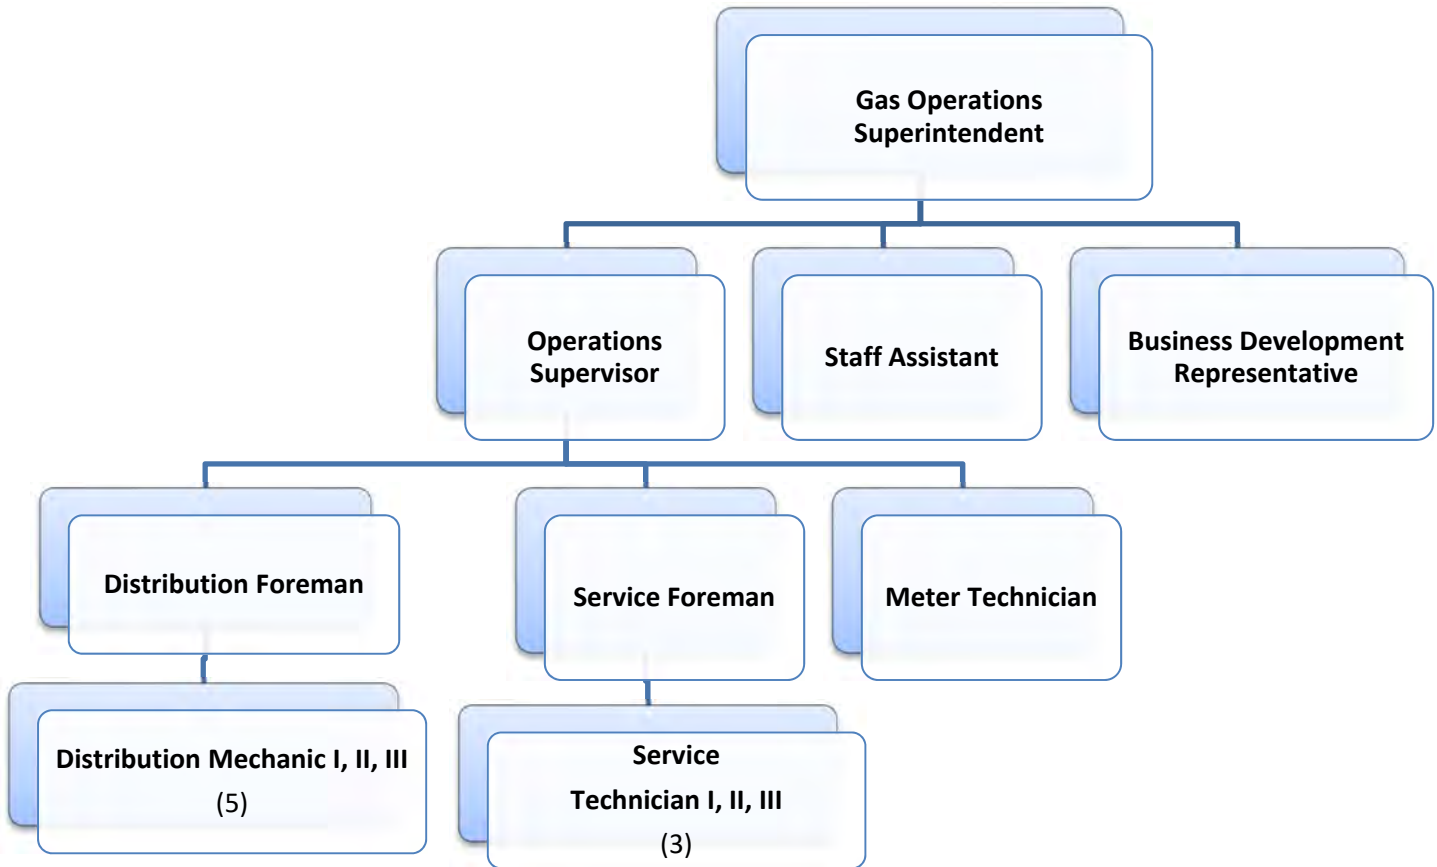 Gas Operations
Superintendent
Operations
Supervisor
Staff Assistant
Business Development
Representative
Distribution Foreman
Service Foreman
Meter Technician
Distribution Mechanic I, II, III
(5)
Service
Technician I, II, III
(3)